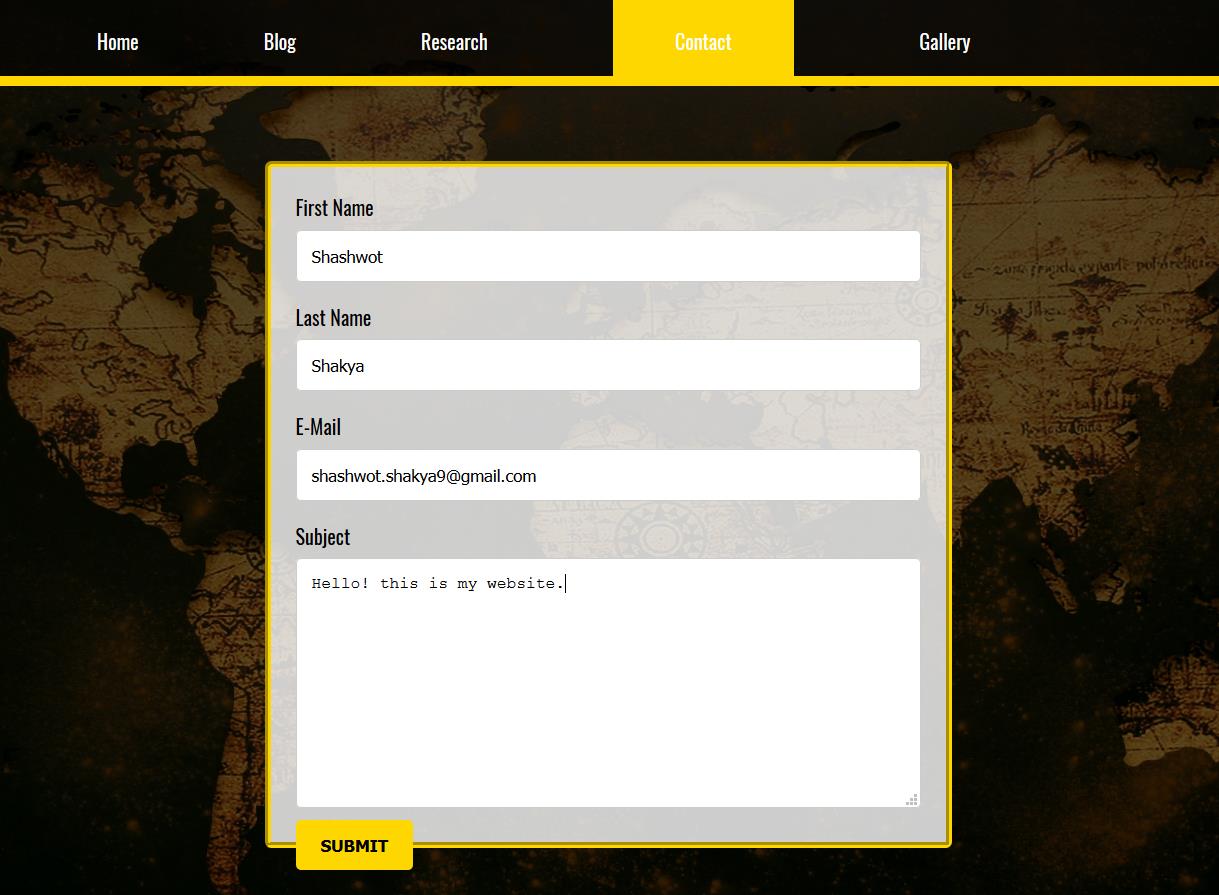 Home Blog Research Contact Gallery
First Name
Shashwot
Last Name
Shakya
E-Mail
shashwot.shakya9@gmail.com
Subject
Hello! this is my website.
SUBMIT